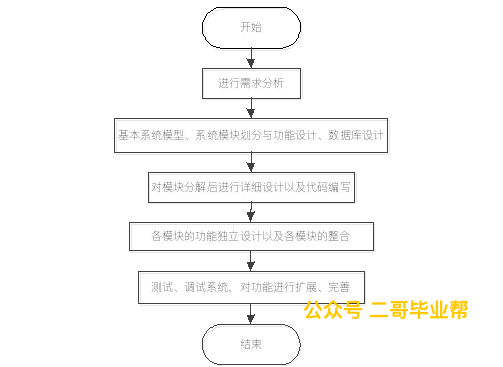 开始
进行需求分析
基本系统模型、系统模块划分与功能设计、数据库设计
对模块分解后进行详细设计以及代码编写
各模块的功能独立设计以及各模块的整合
测试、调试系统，对功能进行扩展、完善
公众号 二哥毕业帮
结束